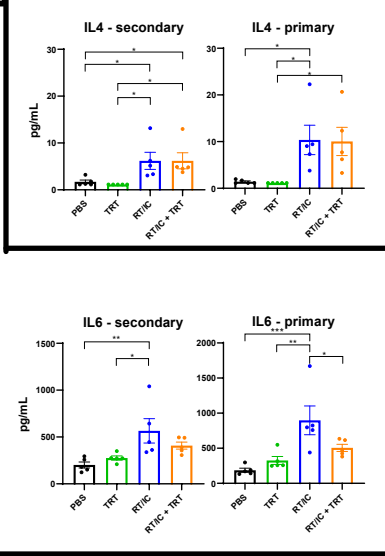 IL4 - secondary
IL4 - primary
*
*
*
*
*
*
*
pg/mL
30
20
10
0
30
20
10
0
PBS
TRT
RT/IC
RT/IC + TRT
PBS
TRT
RT/IC
RT/IC + TRT
IL6 - secondary
IL6 - primary
**
*
***
**
*
pg/mL
1500
1000
500
0
2000
1500
1000
500
0
PBS
TRT
RT/IC
RT/IC + TRT
PBS
TRT
RT/IC
RT/IC + TRT